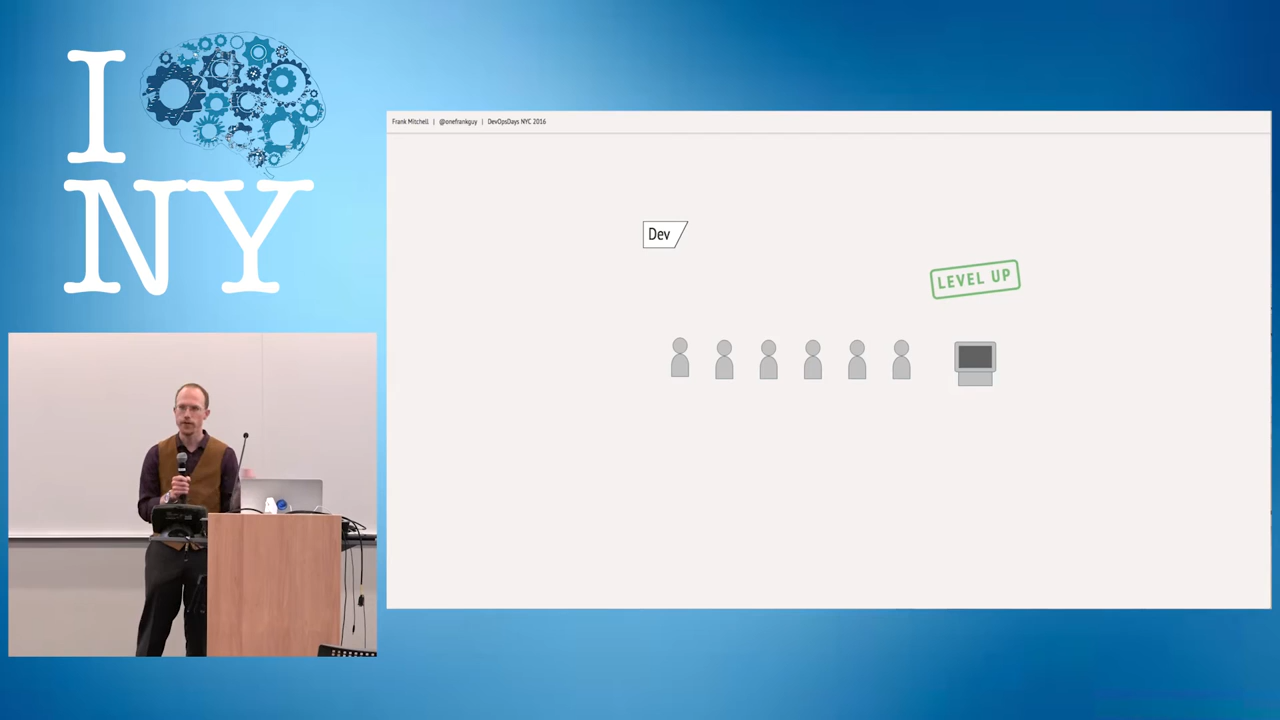 I
NY
Frank Mitchell | @onefrankguy | DevOpsDays NYC 2016
Dev
LEVEL UP